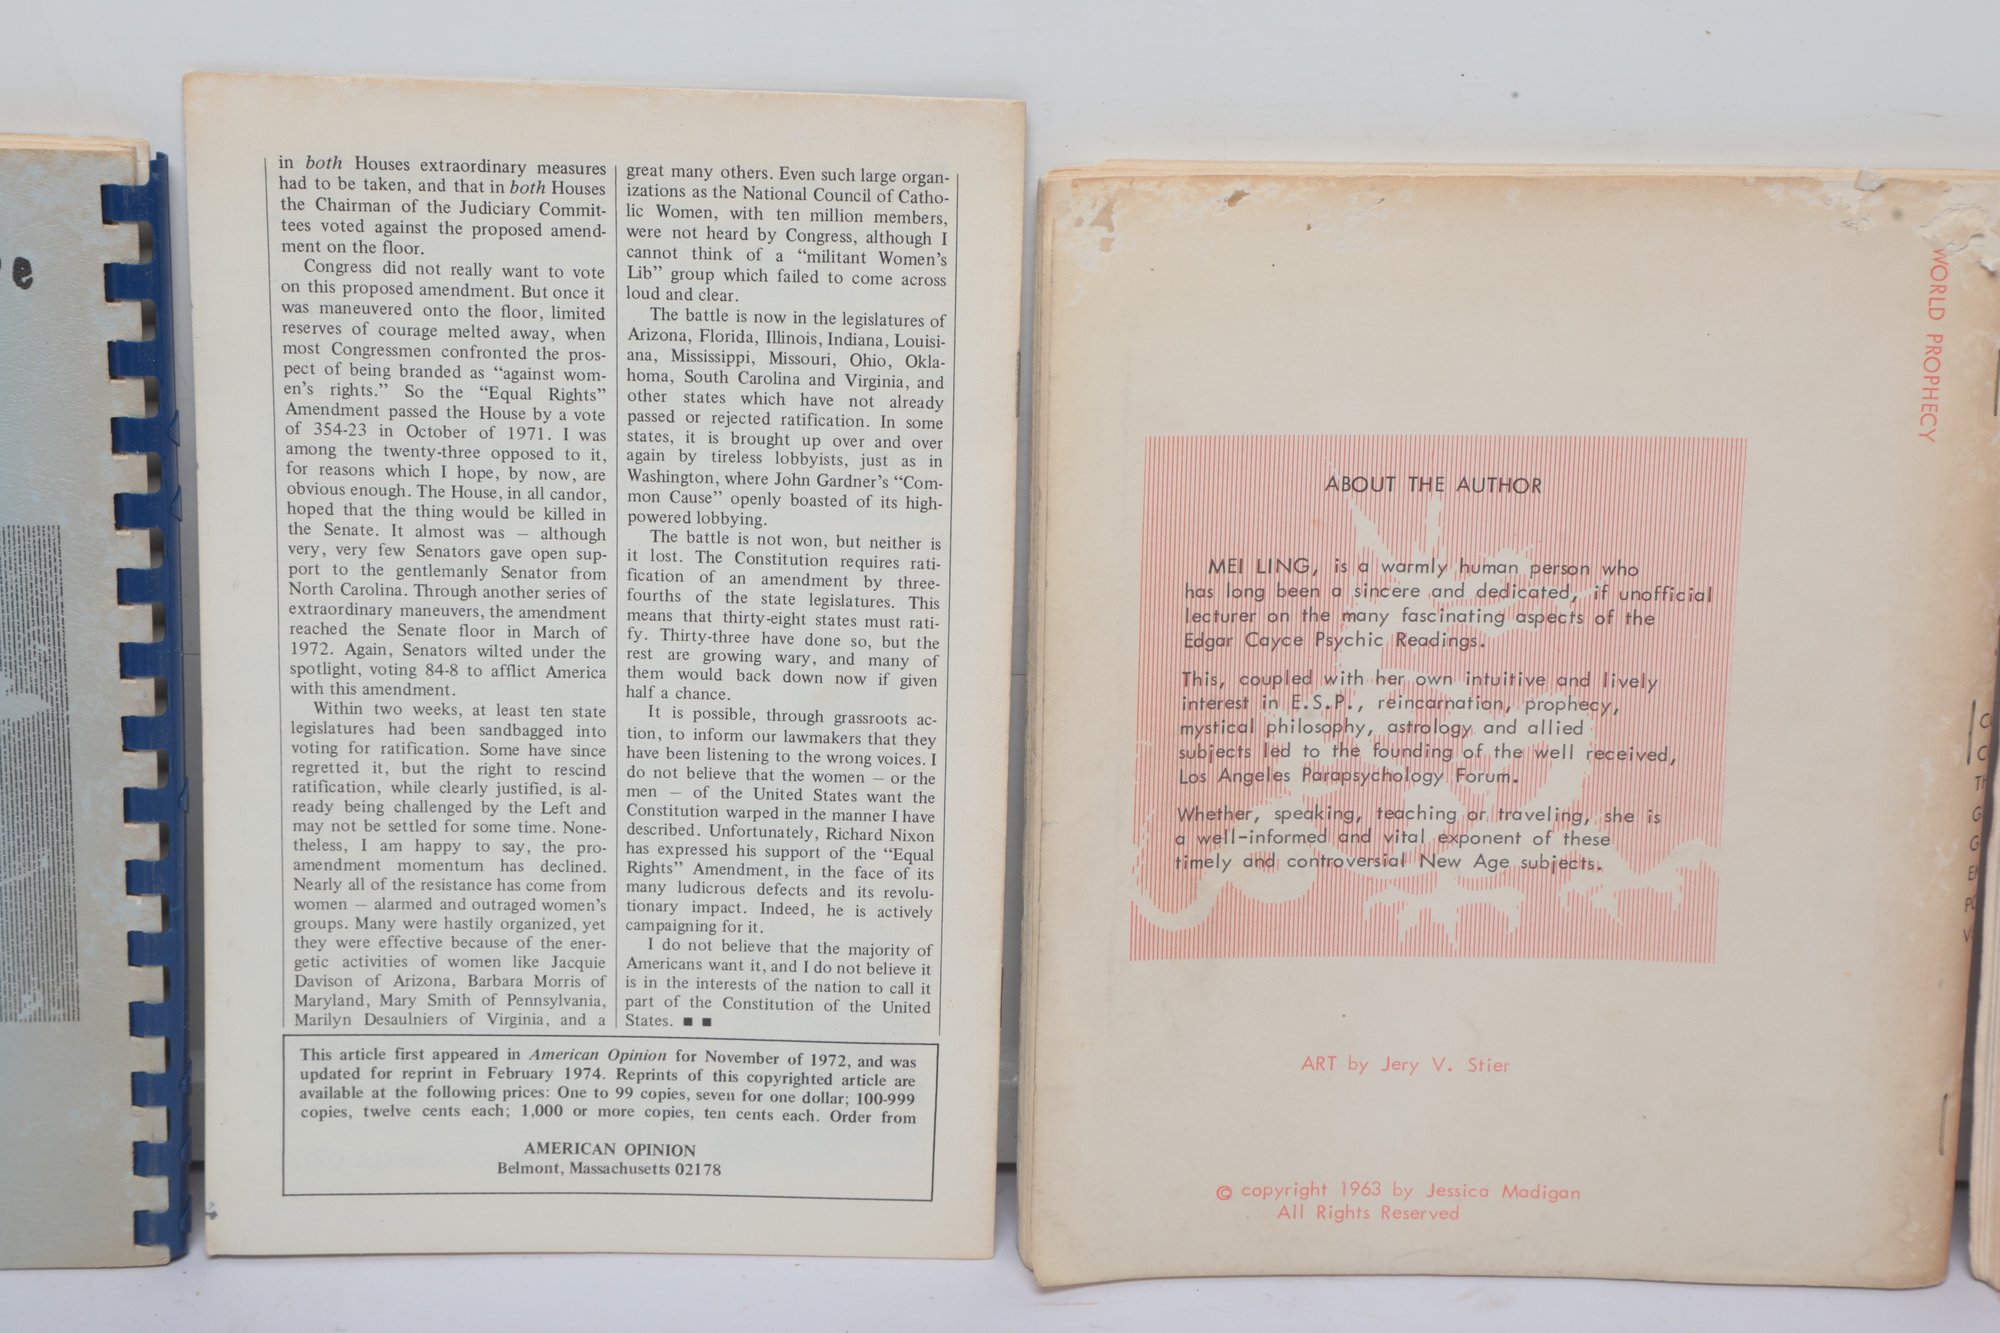 in both Houses extraordinary measures
had to be taken, and that in both Houses
the Chairman of the Judiciary Commit-
tees voted against the proposed amend-
ment on the floor.
Congress did not really want to vote
on this proposed amendment. But once it
was maneuvered onto the floor, limited
reserves of courage melted away, when
most Congressmen confronted the pros-
pect of being branded as “against wom-
en's rights.” So the “Equal Rights”
Amendment passed the House by a vote
of 354-23 in October of 1971. I was
among the twenty-three opposed to it,
for reasons which I hope, by now, are
obvious enough. The House, in all candor,
hoped that the thing would be killed in
the Senate. It almost was — although
very, very few Senators gave open sup-
port to the gentlemanly Senator from
North Carolina. Through another series of
extraordinary maneuvers, the amendment
reached the Senate floor in March of
1972. Again, Senators wilted under the
spotlight, voting 84-8 to afflict America
with this amendment.
Within two weeks, at least ten state
legislatures had been sandbagged into
voting for ratification. Some have since
regretted it, but the right to rescind
ratification, while clearly justified, is al-
ready being challenged by the Left and
may not be settled for some time. None-
theless, I am happy to say, the pro-
amendment momentum has declined.
Nearly all of the resistance has come from
women — alarmed and outraged women's
groups. Many were hastily organized, yet
they were effective because of the ener-
getic activities of women like Jacquie
Davison of Arizona, Barbara Morris of
Maryland, Mary Smith of Pennsylvania,
Marilyn Desaulniers of Virginia, and a
great many others. Even such large organ-
izations as the National Council of Catho-
lic Women, with ten million members,
were not heard by Congress, although I
cannot think of a “militant Women's
Lib” group which failed to come across
loud and clear.
The battle is now in the legislatures of
Arizona, Florida, Illinois, Indiana, Louisi-
ana, Mississippi, Missouri, Ohio, Okla-
homa, South Carolina and Virginia, and
other states which have not already
passed or rejected ratification. In some
states, it is brought up over and over
again by tireless lobbyists, just as in
Washington, where John Gardner's “Com-
mon Cause” openly boasted of its high-
powered lobbying.
The battle is not won, but neither is
it lost. The Constitution requires rati-
fication of an amendment by three-
fourths of the state legislatures. This
means that thirty-eight states must rati-
fy. Thirty-three have done so, but the
rest are growing wary, and many of
them would back down now if given
half a chance.
It is possible, through grassroots ac-
tion, to inform our lawmakers that they
have been listening to the wrong voices. I
do not believe that the women — or the
men — of the United States want the
Constitution warped in the manner I have
described. Unfortunately, Richard Nixon
has expressed his support of the “Equal
Rights” Amendment, in the face of its
many ludicrous defects and its revolu-
tionary impact. Indeed, he is actively
campaigning for it.
I do not believe that the majority of
Americans want it, and I do not believe it
is in the interests of the nation to call it
part of the Constitution of the United
States. ■ ■
This article first appeared in American Opinion for November of 1972, and was
updated for reprint in February 1974. Reprints of this copyrighted article are
available at the following prices: One to 99 copies, seven for one dollar; 100-999
copies, twelve cents each; 1,000 or more copies, ten cents each. Order from
AMERICAN OPINION
Belmont, Massachusetts 02178
WORLD PROPHECY
ABOUT THE AUTHOR
MEI LING, is a warmly human person who
has long been a sincere and dedicated, if unofficial
lecturer on the many fascinating aspects of the
Edgar Cayce Psychic Readings.
This, coupled with her own intuitive and lively
interest in E.S.P., reincarnation, prophecy,
mystical philosophy, astrology and allied
subjects led to the founding of the well received,
Los Angeles Parapsychology Forum.
Whether, speaking, teaching or traveling, she is
a well-informed and vital exponent of these
timely and controversial New Age subjects.
ART by Jery V. Stier
© copyright 1963 by Jessica Madigan
All Rights Reserved